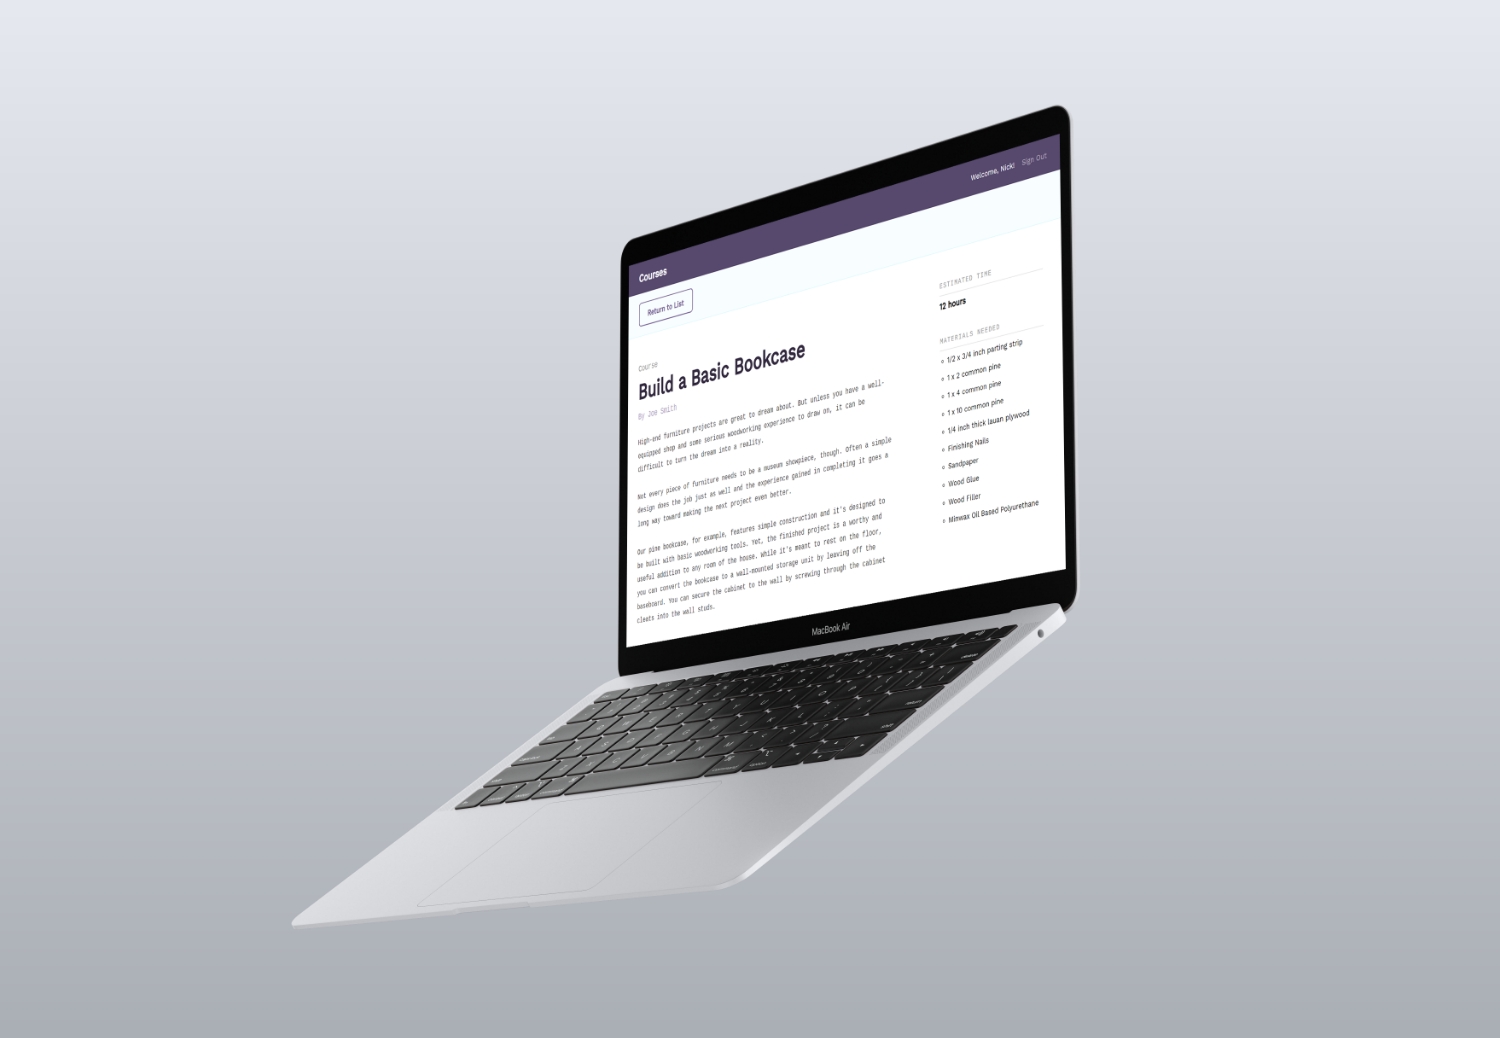 Welcome, Nick! Sign Out
Courses
Return to List
COURSE
Build a Basic Bookcase
By Joe Smith
High-end furniture projects are great to dream about. But unless you have a well-
equipped shop and some serious woodworking experience to draw on, it can be
difficult to turn the dream into a reality.
Not every piece of furniture needs to be a museum showpiece, though. Often a simple
design does the job just as well and the experience gained in completing it goes a
long way toward making the next project even better.
Our pine bookcase, for example, features simple construction and it's designed to
be built with basic woodworking tools. Yet, the finished project is a worthy and
useful addition to any room of the house. While it's meant to rest on the floor,
you can convert the bookcase to a wall-mounted storage unit by leaving off the
baseboard. You can secure the cabinet to the wall by screwing through the cabinet
cleats into the wall studs.
ESTIMATED TIME
12 hours
MATERIALS NEEDED
1/2 x 3/4 inch parting strip
1 x 2 common pine
1 x 4 common pine
1 x 10 common pine
1/4 inch thick lauan plywood
Finishing Nails
Sandpaper
Wood Glue
Wood Filler
Minwax Oil Based Polyurethane
MacBook Air